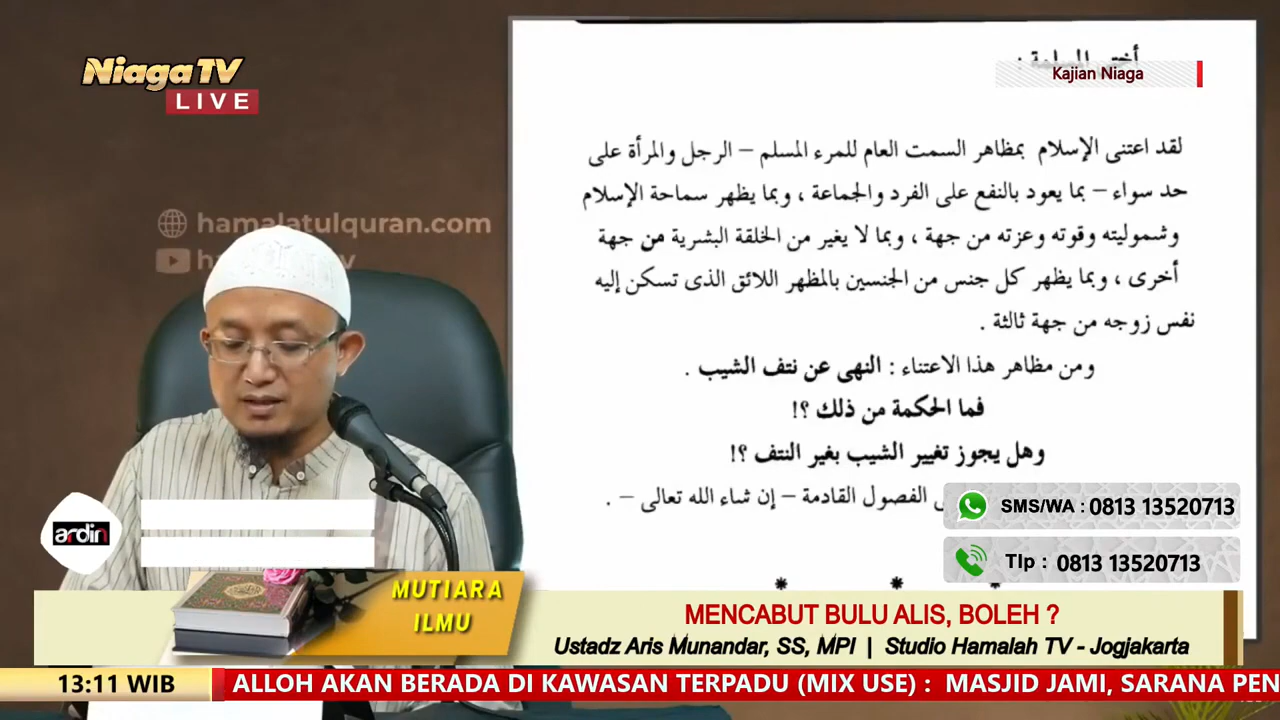 NiagaTV
LIVE
hamalatulquran.com
Kajian Niaga
لقد اعتنى الإسلام بمظاهر السمت العام للمرء المسلم – الرجل والمرأة على
حد سواء – بما يعود بالنفع على الفرد والجماعة ، وبما يظهر سماحة الإسلام
وشموليته وقوته وعزته من جهة ، وبما لا يغير من الخلقة البشرية من جهة
أخرى ، وبما يظهر كل جنس من الجنسين بالمظهر اللائق الذى تسكن إليه
نفس زوجه من جهة ثالثة .
ومن مظاهر هذا الاعتناء : النهى عن نتف الشيب .
فما الحكمة من ذلك ؟!
وهل يجوز تغيير الشيب بغير النتف ؟!
الفصول القادمة – إن شاء الله تعالى – .
SMS/WA : 0813 13520713
Tlp : 0813 13520713
ardin
MUTIARA
ILMU
MENCABUT BULU ALIS, BOLEH ?
Ustadz Aris Munandar, SS, MPI | Studio Hamalah TV - Jogjakarta
13:11 WIB
ALLOH AKAN BERADA DI KAWASAN TERPADU (MIX USE) : MASJID JAMI, SARANA PEN